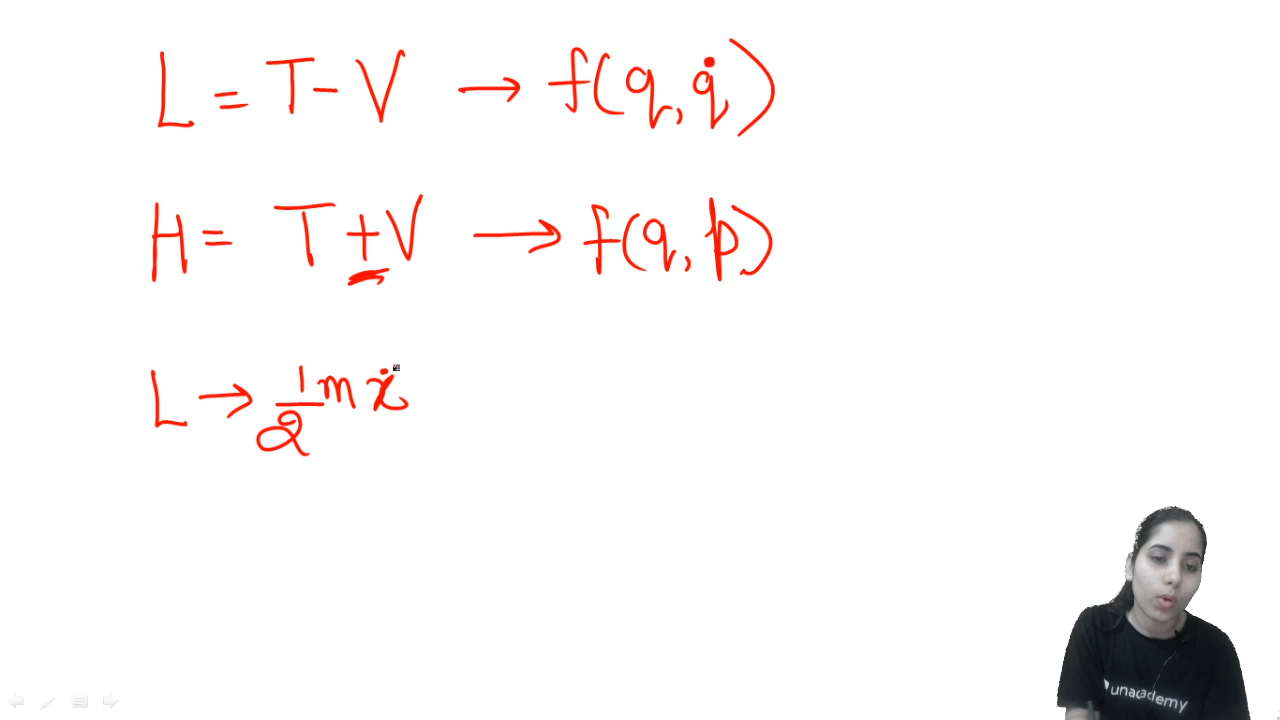 L = T - V → f(q, q̇)
H = T + V → f(q, p)
L → 1/2 m ẋ
unacademy